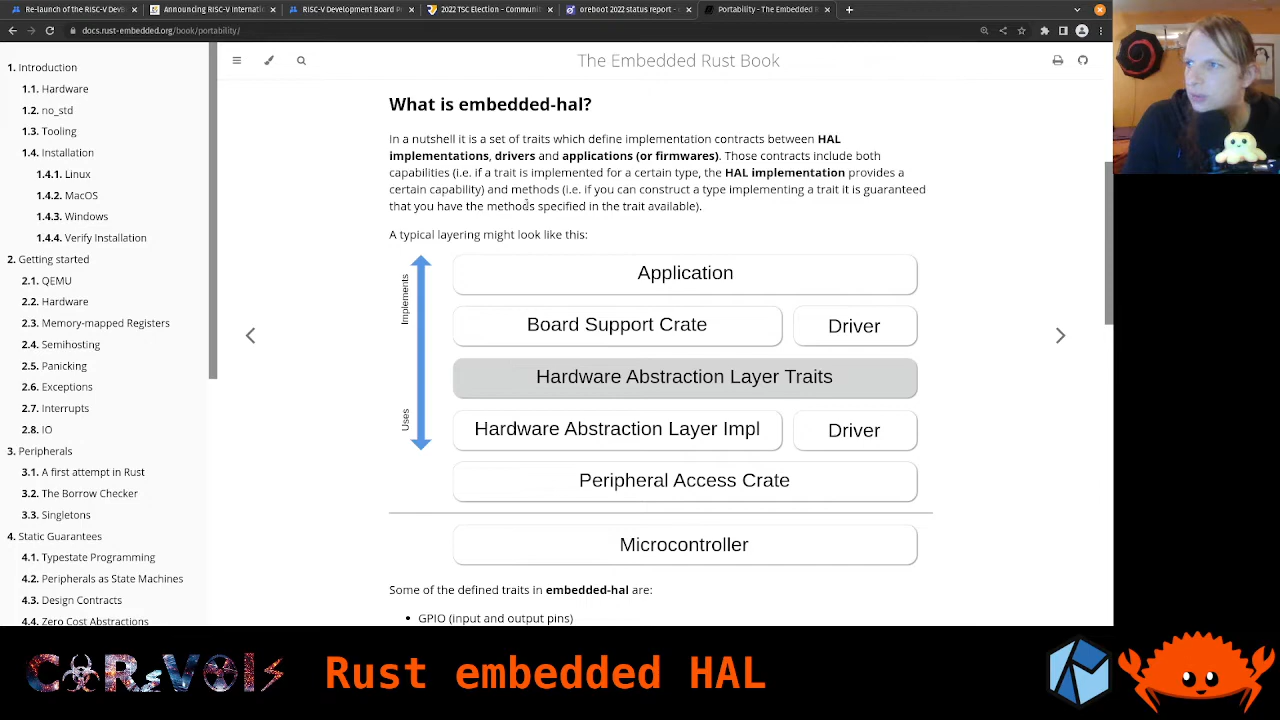 Re-launch of the RISC-V Dev
Announcing RISC-V Internatio
RISC-V Development Board P
2022 TSC Election - Communit
oreboot 2022 status report -
Portability - The Embedded R
docs.rust-embedded.org/book/portability/
The Embedded Rust Book
1. Introduction
1.1. Hardware
1.2. no_std
1.3. Tooling
1.4. Installation
1.4.1. Linux
1.4.2. MacOS
1.4.3. Windows
1.4.4. Verify Installation
2. Getting started
2.1. QEMU
2.2. Hardware
2.3. Memory-mapped Registers
2.4. Semihosting
2.5. Panicking
2.6. Exceptions
2.7. Interrupts
2.8. IO
3. Peripherals
3.1. A first attempt in Rust
3.2. The Borrow Checker
3.3. Singletons
4. Static Guarantees
4.1. Typestate Programming
4.2. Peripherals as State Machines
4.3. Design Contracts
4.4. Zero Cost Abstractions
What is embedded-hal?
In a nutshell it is a set of traits which define implementation contracts between HAL
implementations, drivers and applications (or firmwares). Those contracts include both
capabilities (i.e. if a trait is implemented for a certain type, the HAL implementation provides a
certain capability) and methods (i.e. if you can construct a type implementing a trait it is guaranteed
that you have the methods specified in the trait available).
A typical layering might look like this:
Implements
Uses
Application
Board Support Crate
Driver
Hardware Abstraction Layer Traits
Hardware Abstraction Layer Impl
Driver
Peripheral Access Crate
Microcontroller
Some of the defined traits in embedded-hal are:
• GPIO (input and output pins)
Rust embedded HAL